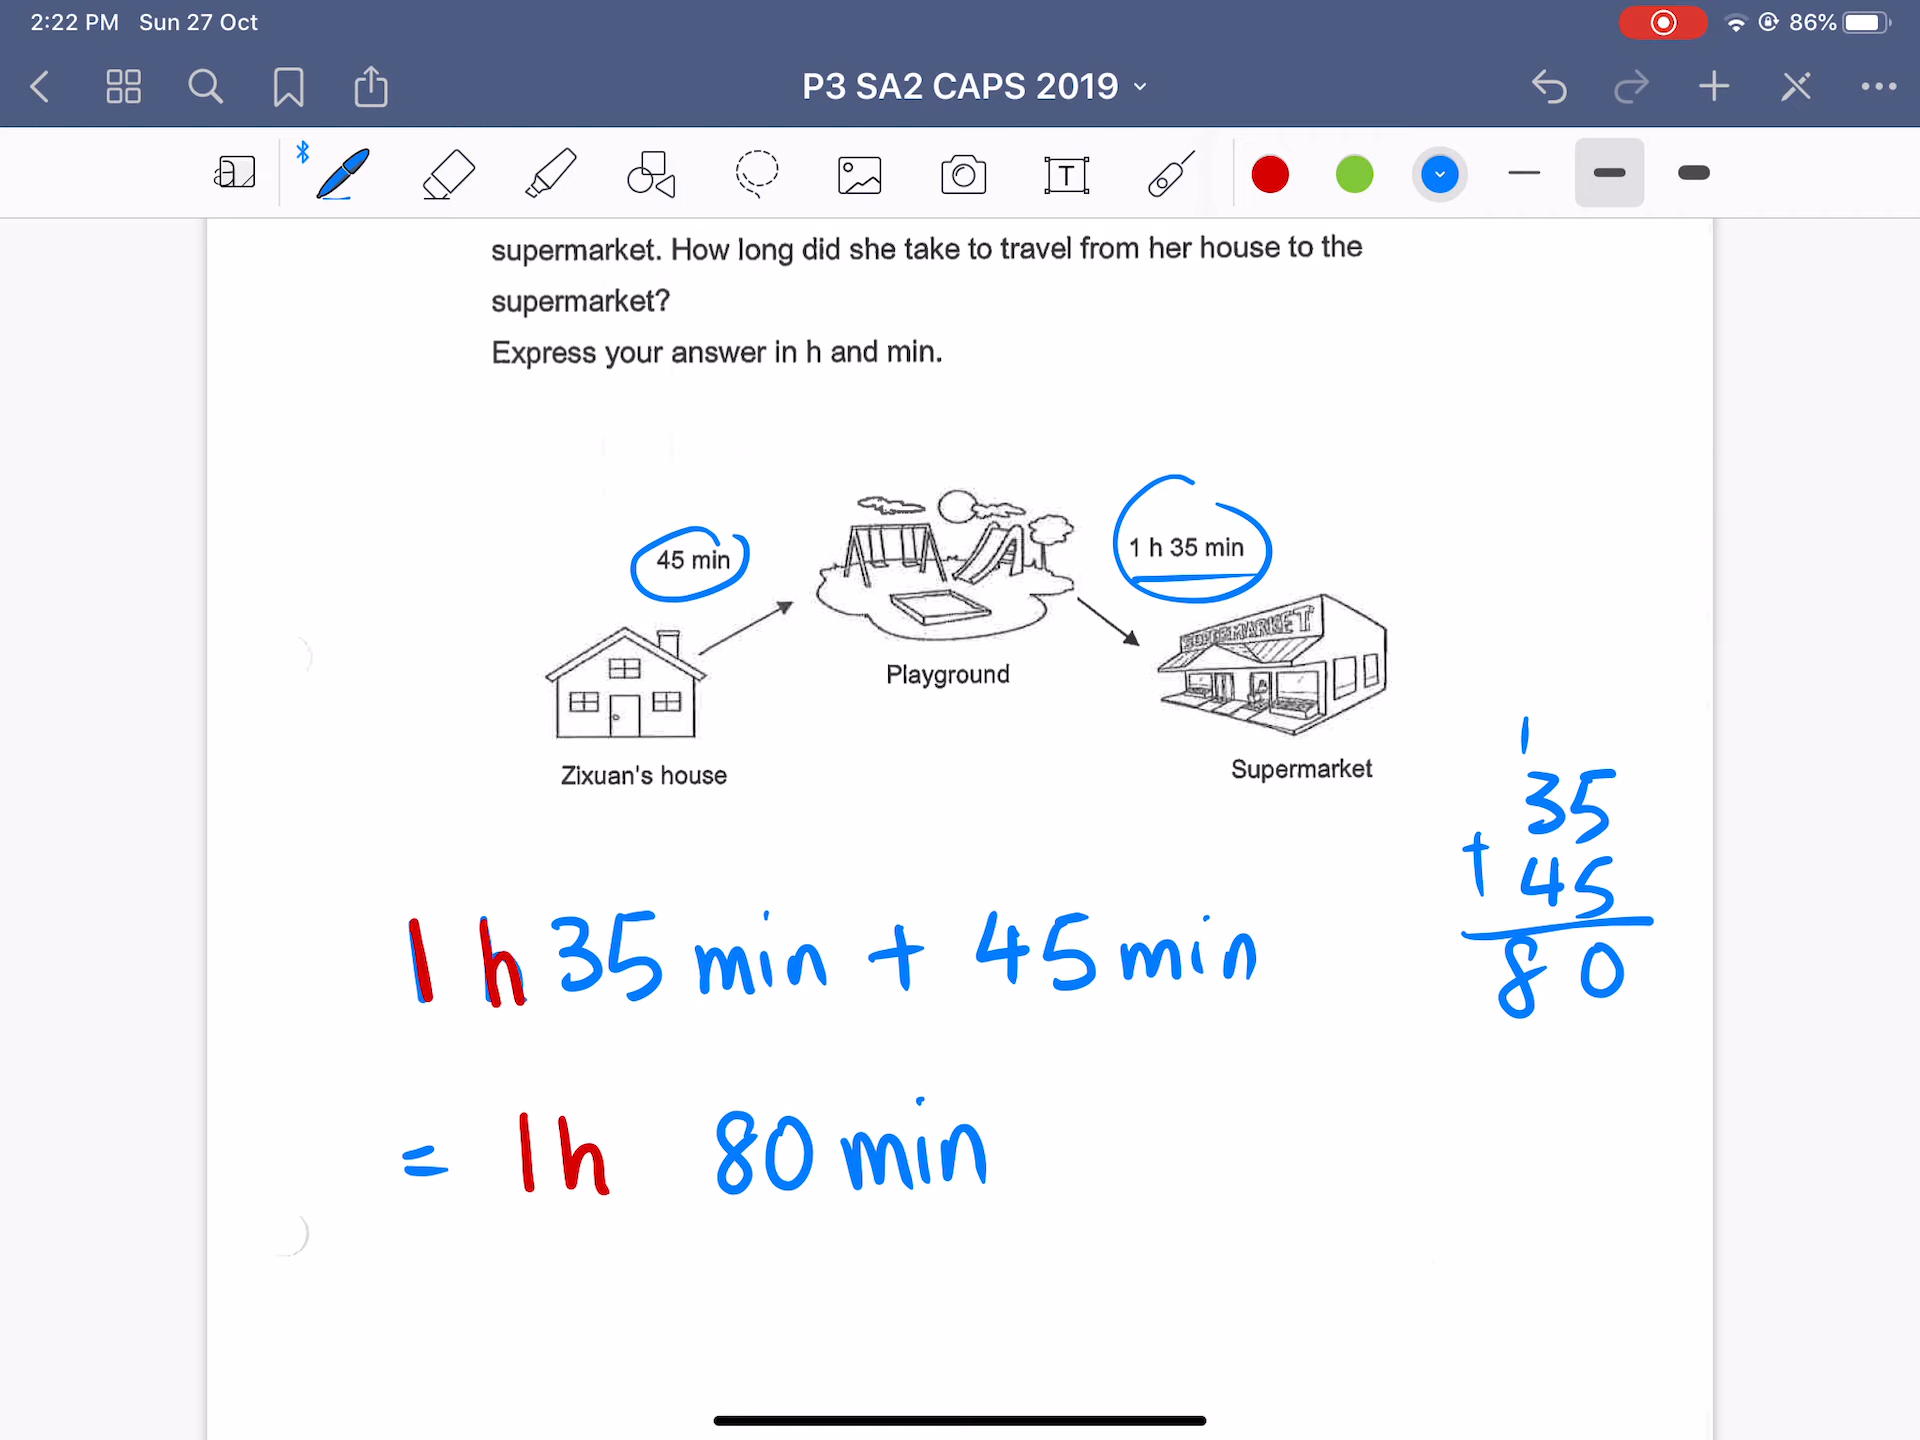 2:22 PM Sun 27 Oct
86%
P3 SA2 CAPS 2019
T
supermarket. How long did she take to travel from her house to the
supermarket?
Express your answer in h and min.
45 min
1 h 35 min
SUPERMARKET
Playground
Zixuan's house
Supermarket
1
35
+ 45
80
1 h 35 min + 45 min
= 1h 80 min